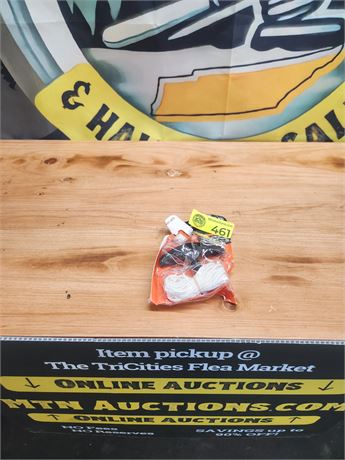 &
461
Item pickup @
The TriCities Flea Market
ONLINE AUCTIONS
MTN AUCTIONS.COM
ONLINE AUCTIONS
NO Fees
NO Reserves
SAVINGS up to
90% OFF!